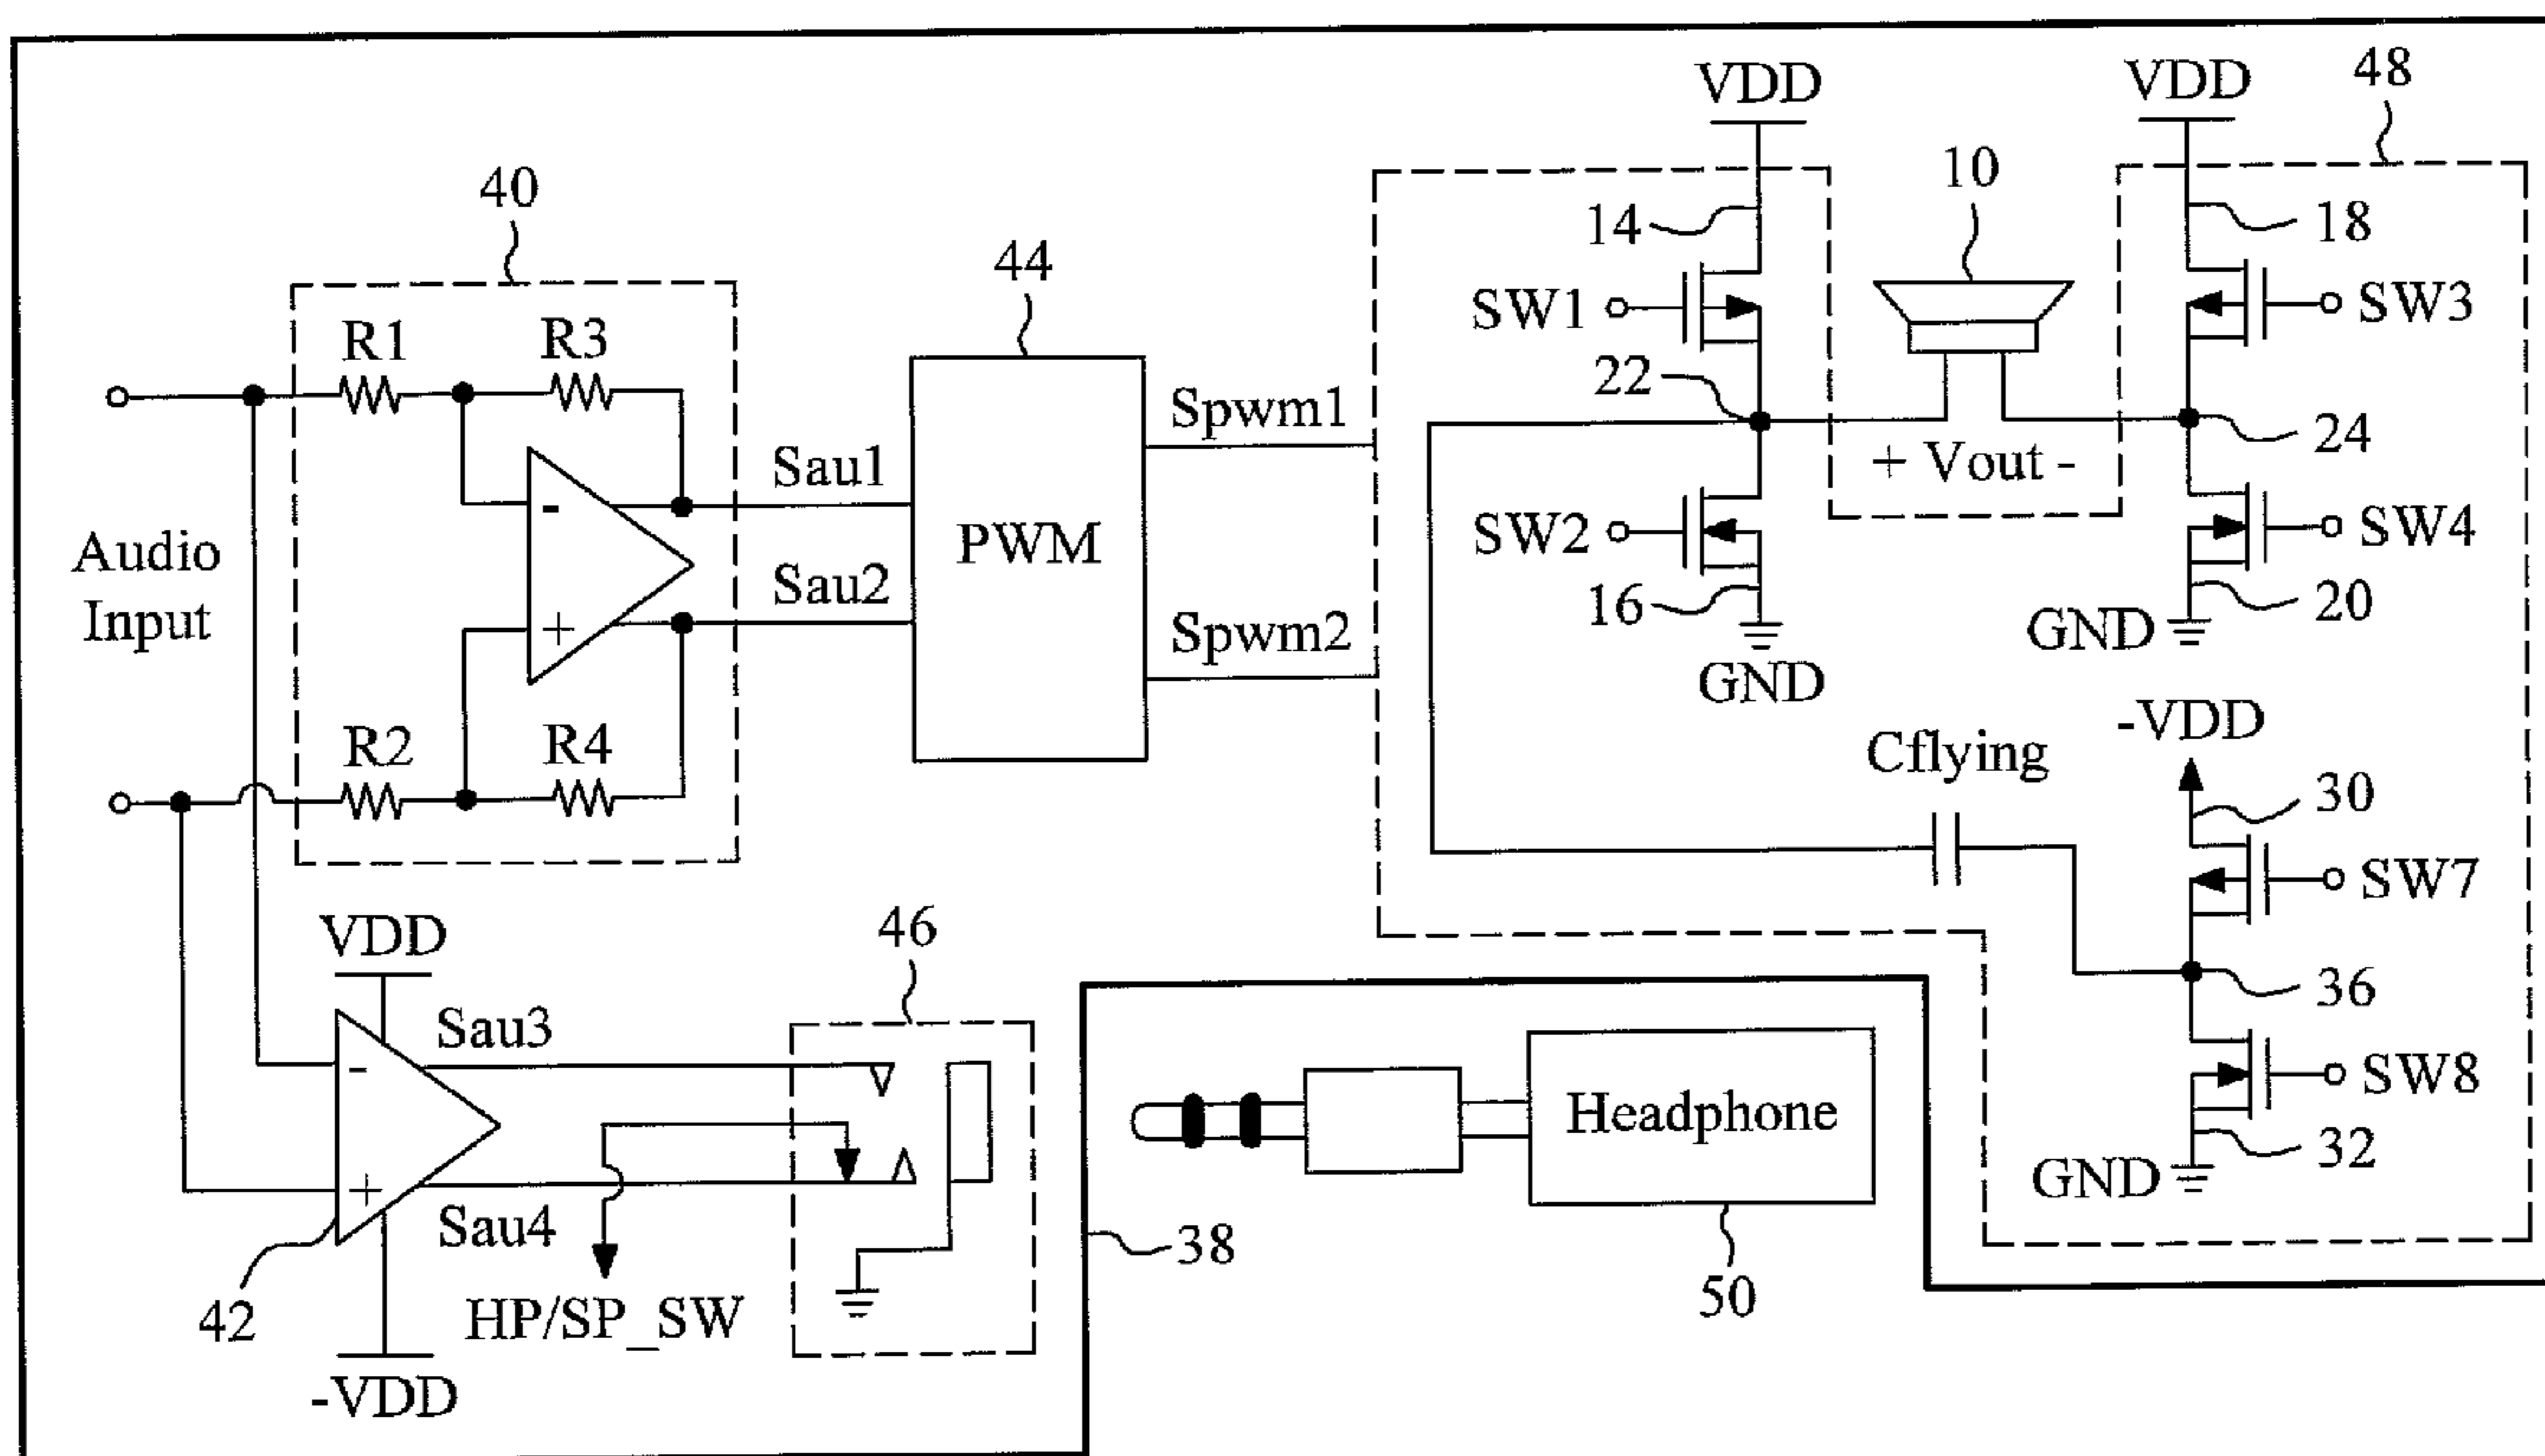 VDD
VDD
48
40
10
14
18
44
R1
R3
SW1
SW3
22
Spwm1
24
Sau1
+ Vout -
-
Audio
Input
PWM
SW2
SW4
Sau2
16
20
+
Spwm2
GND
GND
R2
R4
-VDD
Cflying
30
SW7
VDD
46
36
Sau3
-
SW8
Headphone
+
32
GND
Sau4
38
42
HP/SP_SW
50
-VDD